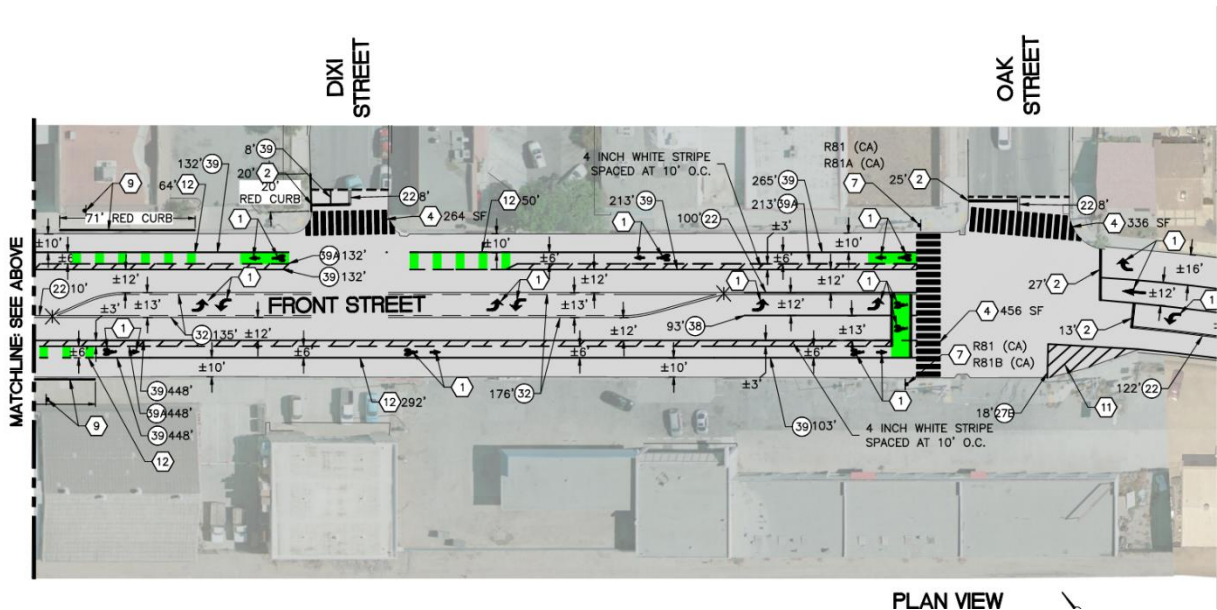 DIXI
STREET
OAK
STREET
8' 39
132' 39
20' 2
64' 12
20'
RED CURB
9
71' RED CURB
22 8'
4 264 SF
12 50'
4 INCH WHITE STRIPE
SPACED AT 10' O.C.
213' 39
100' 22
265' 39
213' 39A
R81 (CA)
R81A (CA)
7
25' 2
22 8'
4 336 SF
1
1
1
1
1
±10'
±6'
±10'
±6'
±3'
±6'
±10'
39A 132'
39 132'
1
1
1
1
±16'
27' 2
±12'
1
MATCHLINE: SEE ABOVE
22 10'
±12'
±13'
FRONT STREET
±12'
±13'
±12'
±12'
±3'
1
32 135'
±12'
±12'
93' 38
±13'
4 456 SF
13' 2
±6'
±6'
±6'
±6'
±10'
±10'
±3'
7
R81 (CA)
R81B (CA)
39 448'
39A 448'
39 448'
12
9
1
12 292'
176' 32
1
122' 22
18' 27B
11
39 103'
4 INCH WHITE STRIPE
SPACED AT 10' O.C.
PLAN VIEW